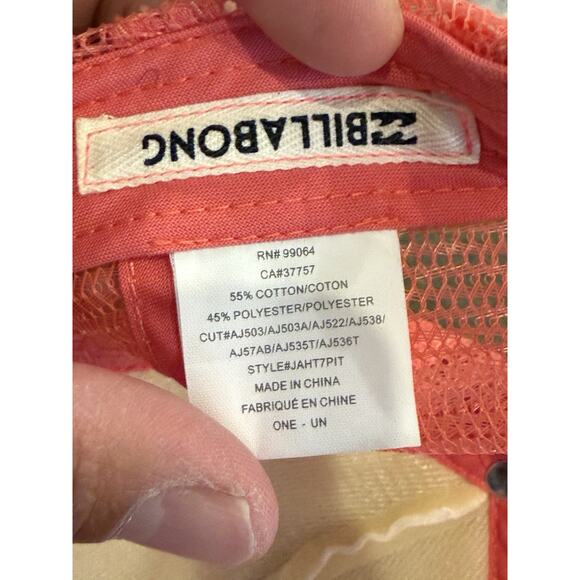 BILLABONG
RN# 99064
CA#37757
55% COTTON/COTON
45% POLYESTER/POLYESTER
CUT#AJ503/AJ503A/AJ522/AJ538/
AJ57AB/AJ535T/AJ536T
STYLE#JAHT7PIT
MADE IN CHINA
FABRIQUÉ EN CHINE
ONE - UN